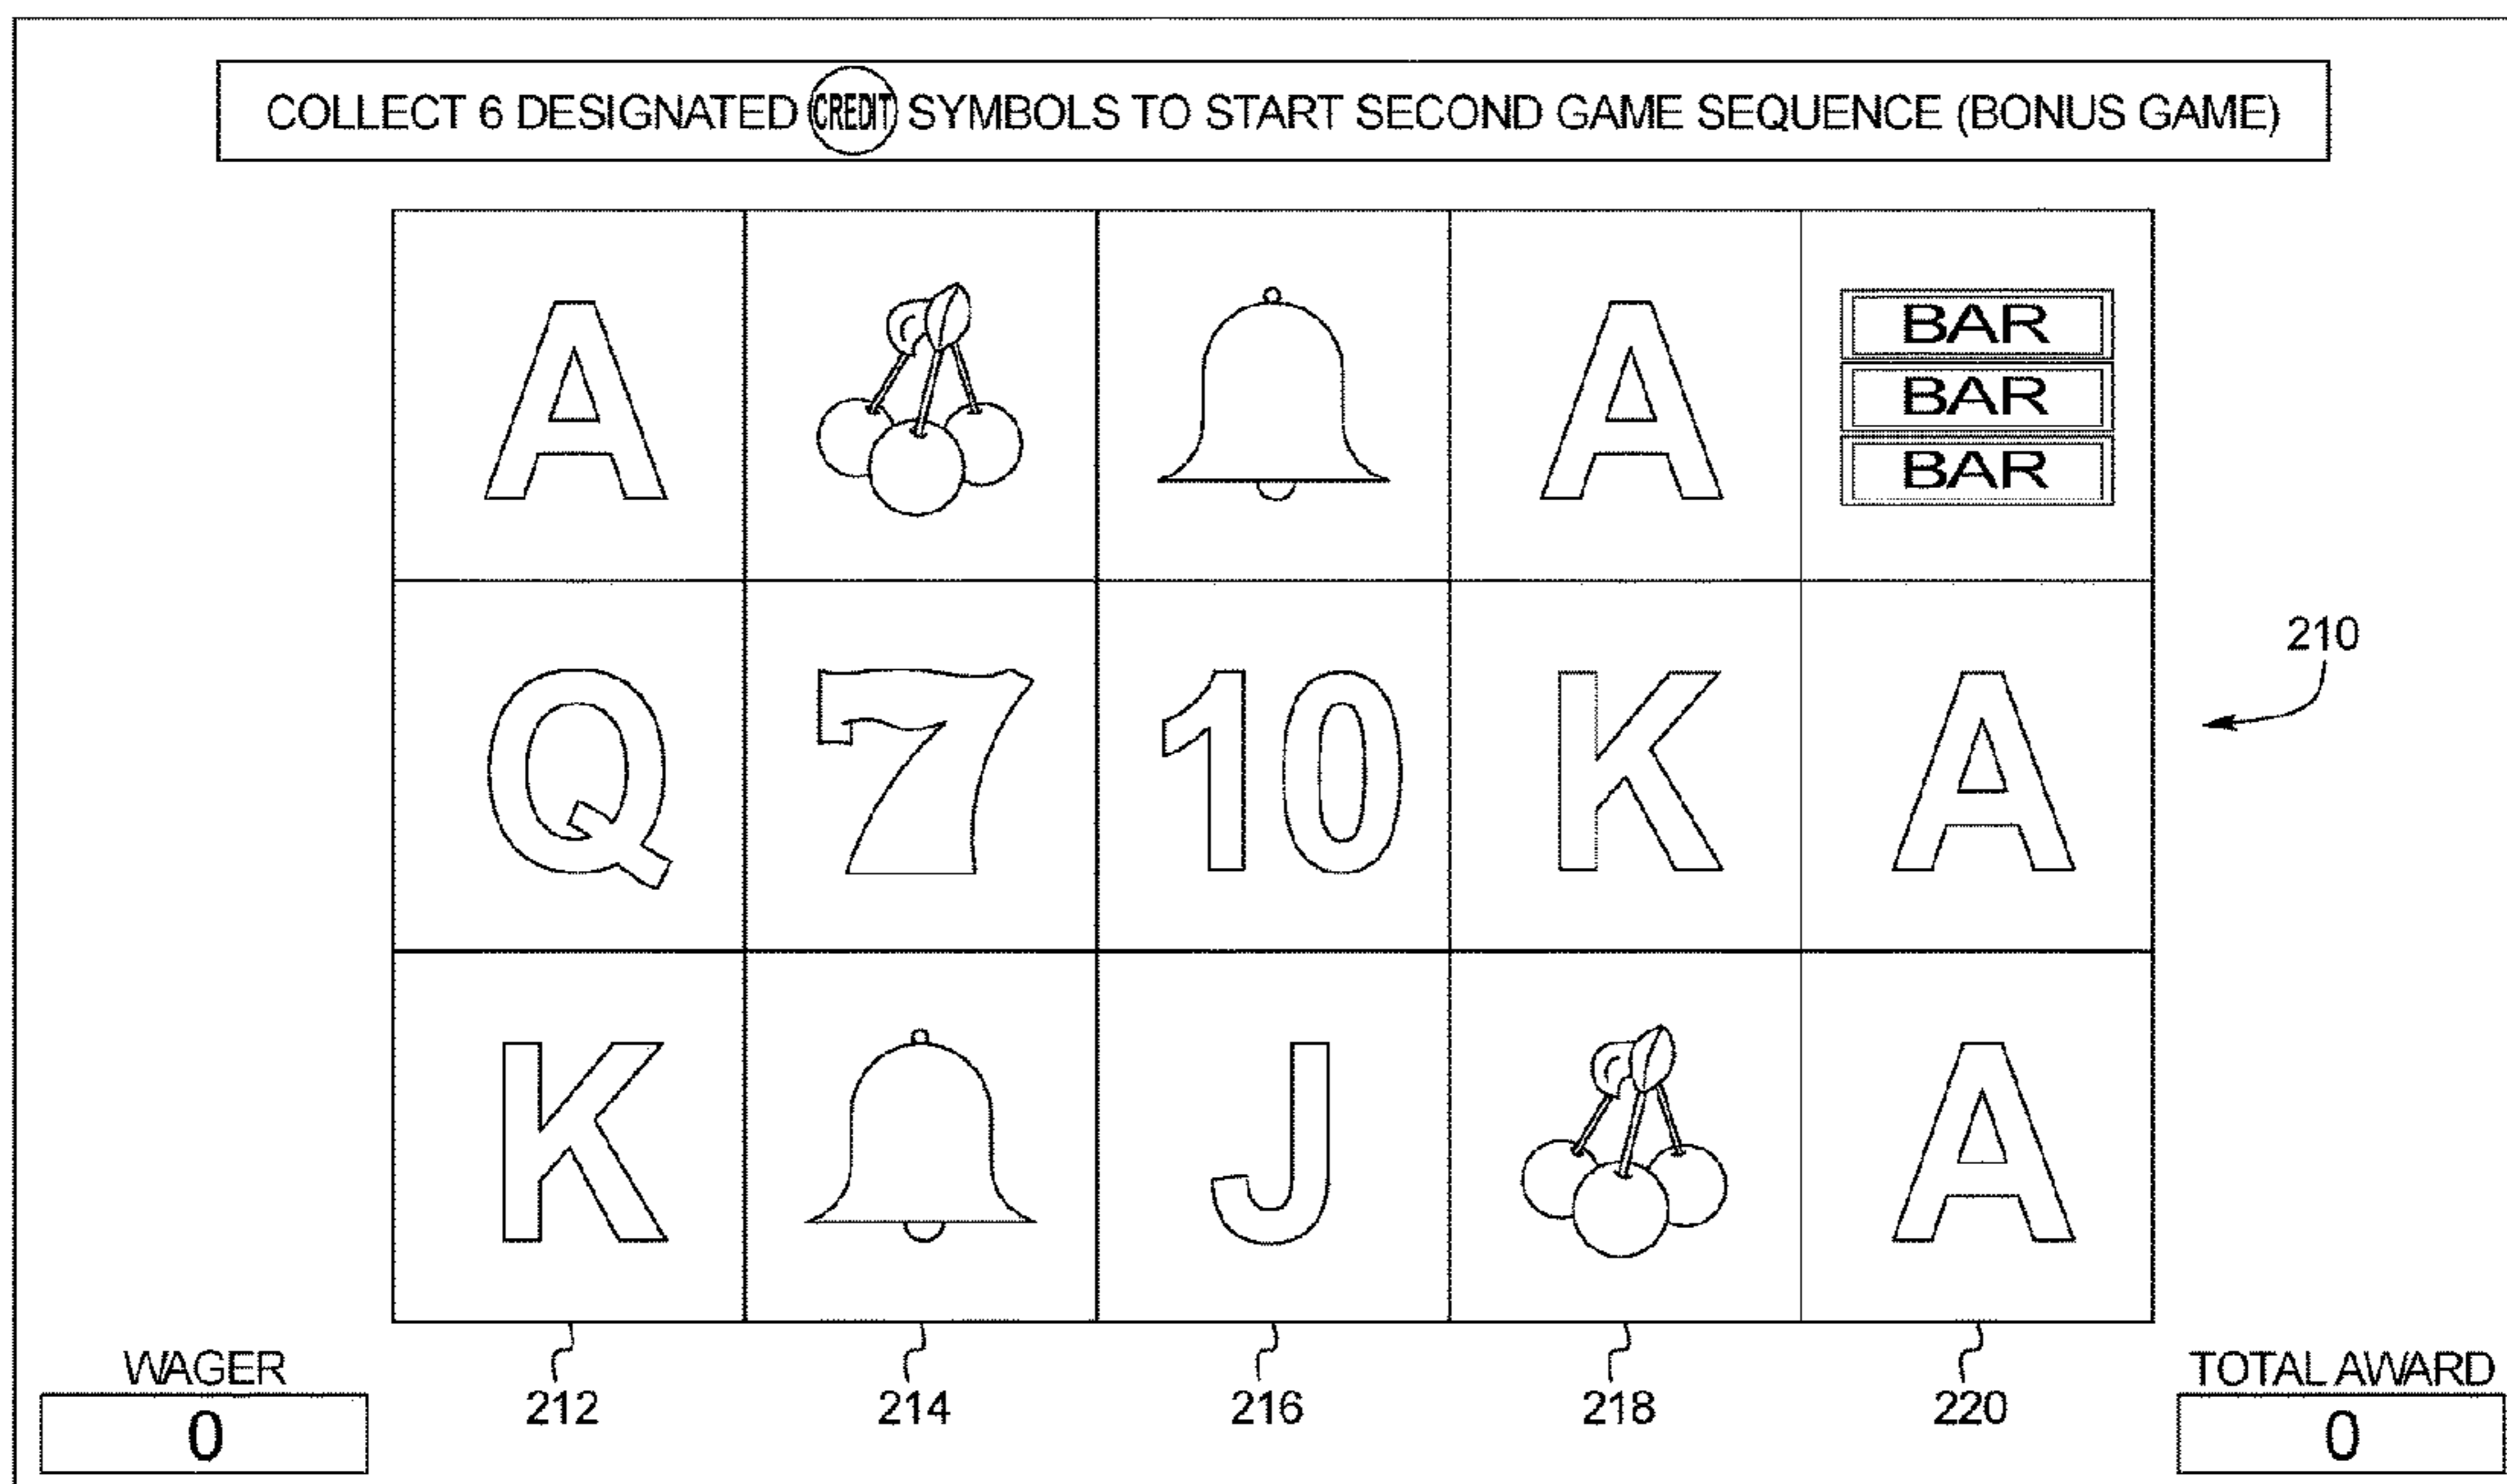 COLLECT 6 DESIGNATED CREDIT SYMBOLS TO START SECOND GAME SEQUENCE (BONUS GAME)
A A BAR
BAR
BAR
210
Q 7 10 K A
K J A
WAGER
0
212 214 216 218 220
TOTAL AWARD
0